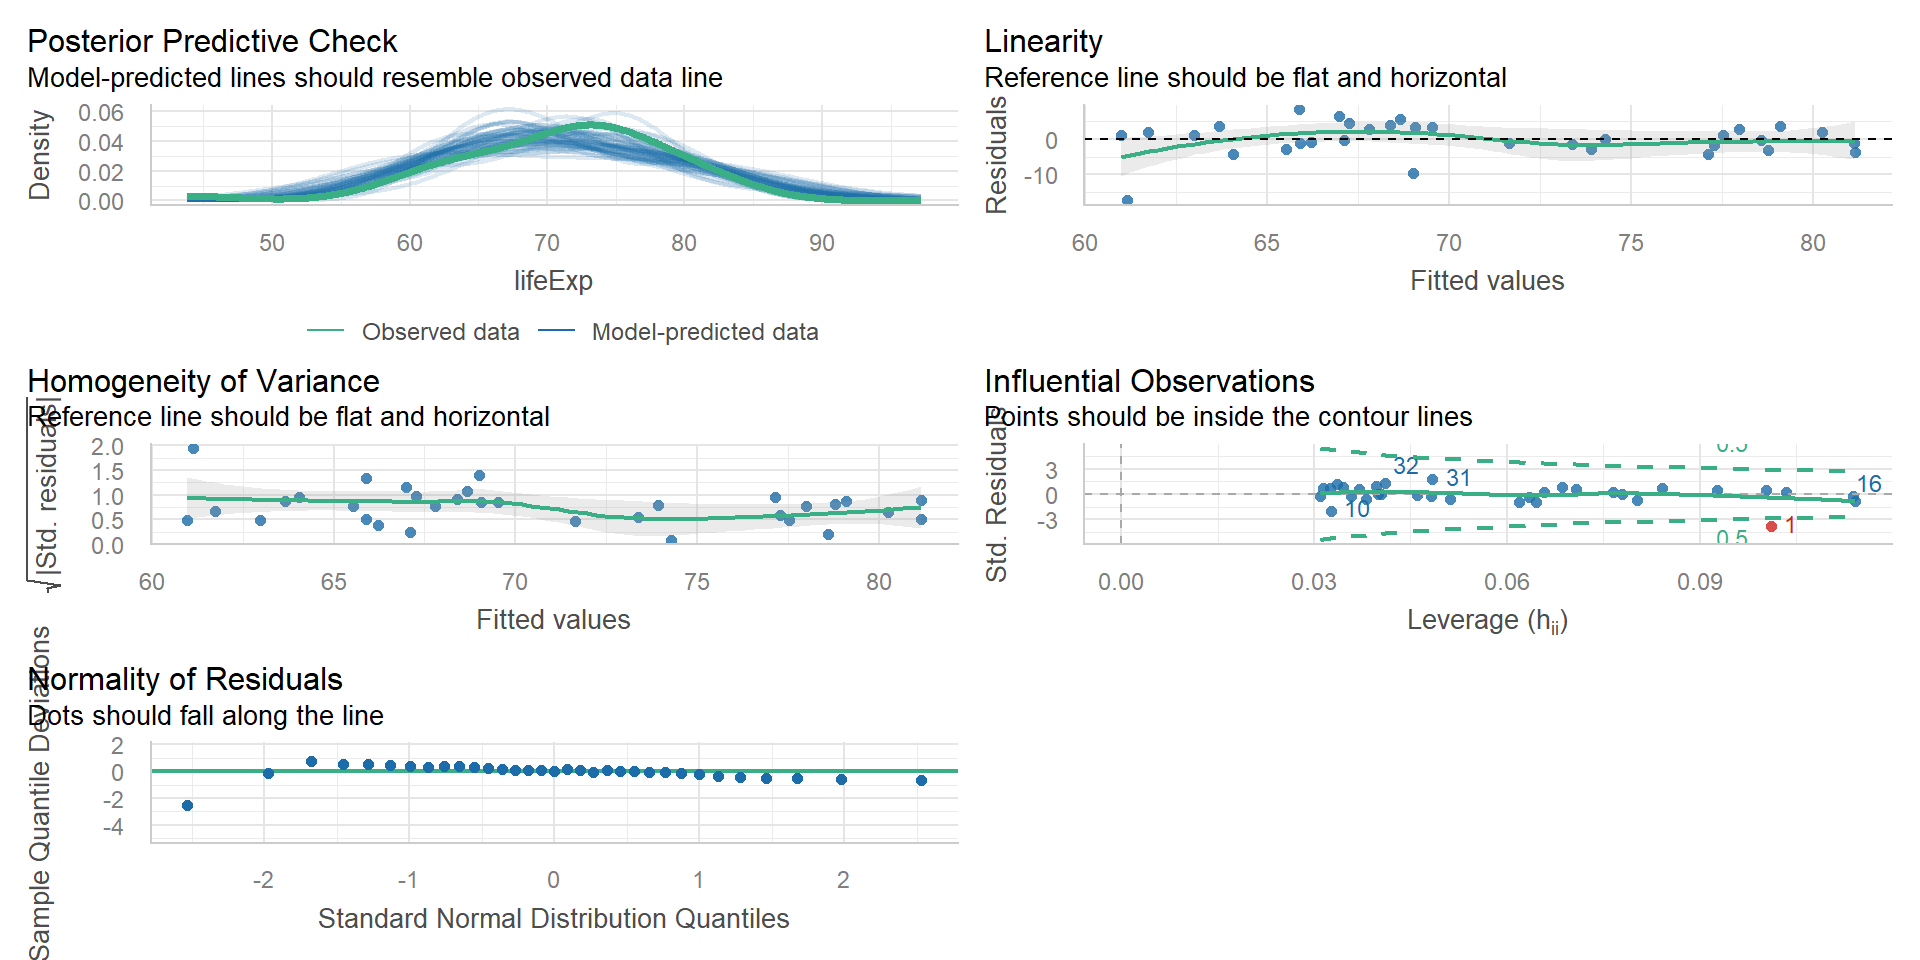 Posterior Predictive Check
Model-predicted lines should resemble observed data line
Density
0.06
0.04
0.02
0.00
50 60 70 80 90
lifeExp
Observed data Model-predicted data
Linearity
Reference line should be flat and horizontal
Residuals
0
-10
60 65 70 75 80
Fitted values
Homogeneity of Variance
Reference line should be flat and horizontal
√|Std. residuals|
2.0
1.5
1.0
0.5
0.0
60 65 70 75 80
Fitted values
Influential Observations
Points should be inside the contour lines
Std. Residuals
0.5
32
31
16
10
1
0.5
3
0
-3
0.00 0.03 0.06 0.09
Leverage (hii)
Normality of Residuals
Dots should fall along the line
Sample Quantile Deviations
2
0
-2
-4
-2 -1 0 1 2
Standard Normal Distribution Quantiles